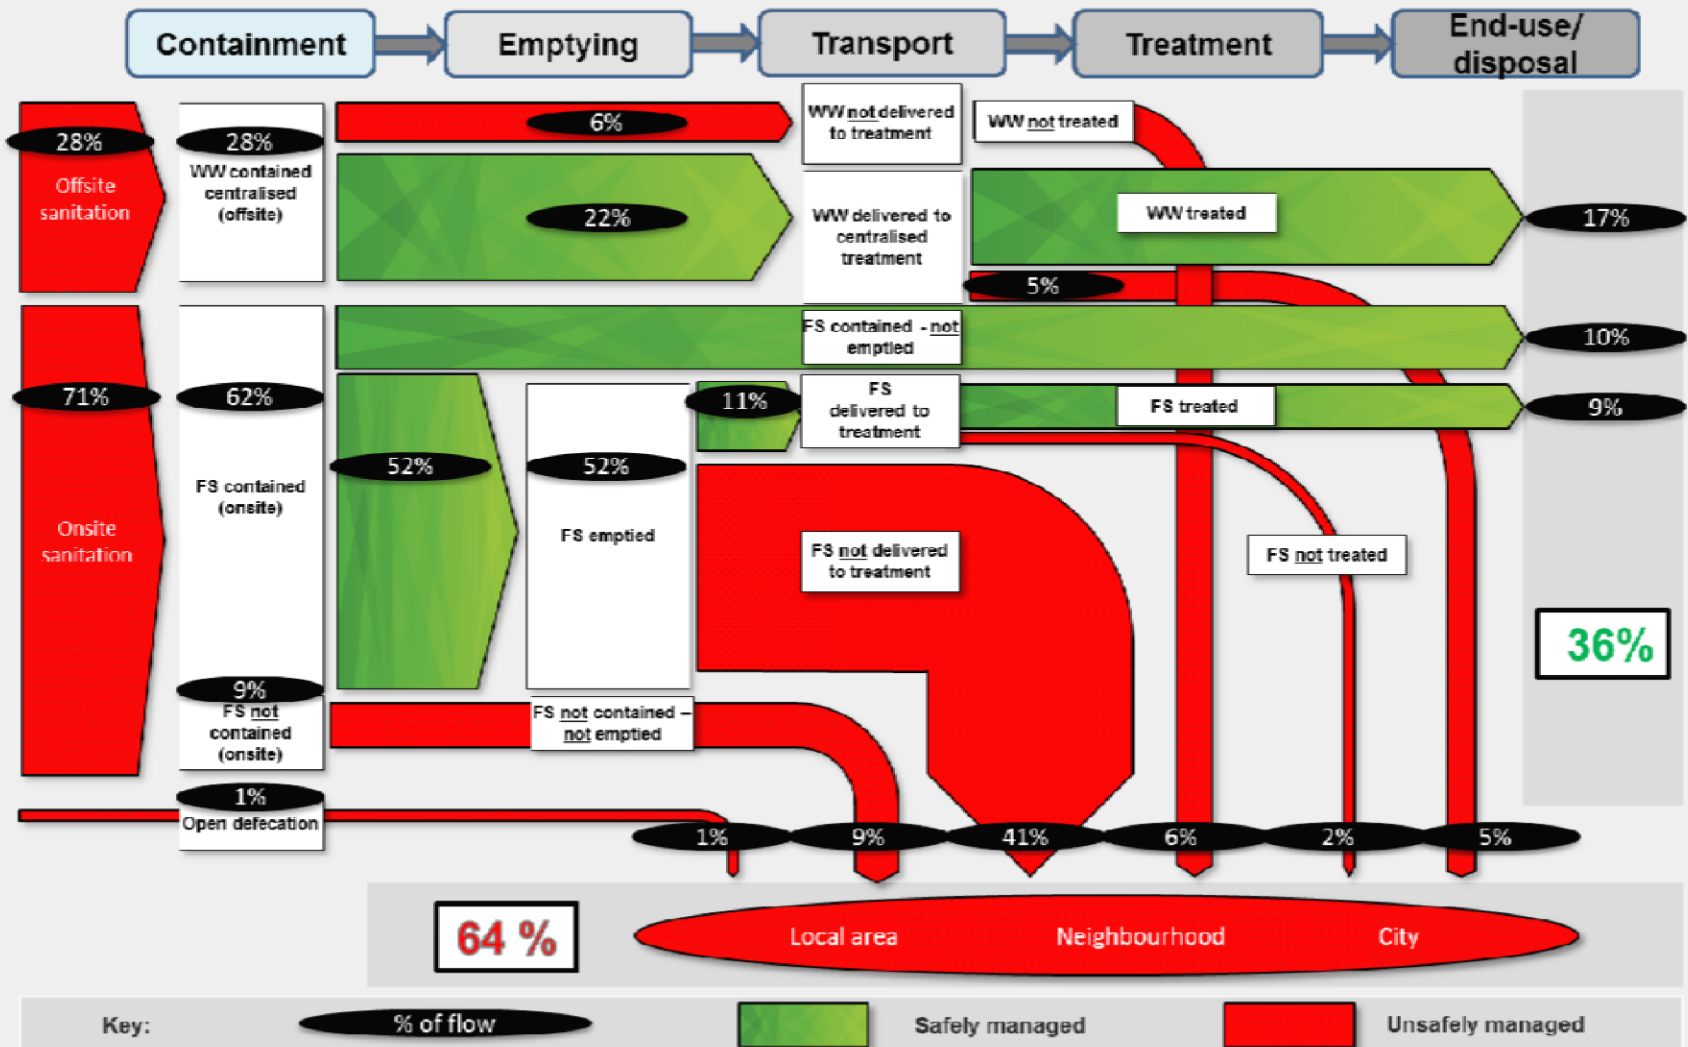 Containment
Emptying
Transport
Treatment
End-use/
disposal
28%
Offsite
sanitation
28%
WW contained
centralised
(offsite)
6%
22%
WW not delivered
to treatment
WW delivered to
centralised
treatment
WW not treated
WW treated
5%
17%
FS contained - not
emptied
10%
71%
Onsite
sanitation
62%
FS contained
(onsite)
52%
52%
FS emptied
11%
FS
delivered to
treatment
FS treated
9%
FS not delivered
to treatment
FS not treated
36%
9%
FS not
contained
(onsite)
FS not contained –
not emptied
1%
Open defecation
1%
9%
41%
6%
2%
5%
64 %
Local area
Neighbourhood
City
Key:
% of flow
Safely managed
Unsafely managed